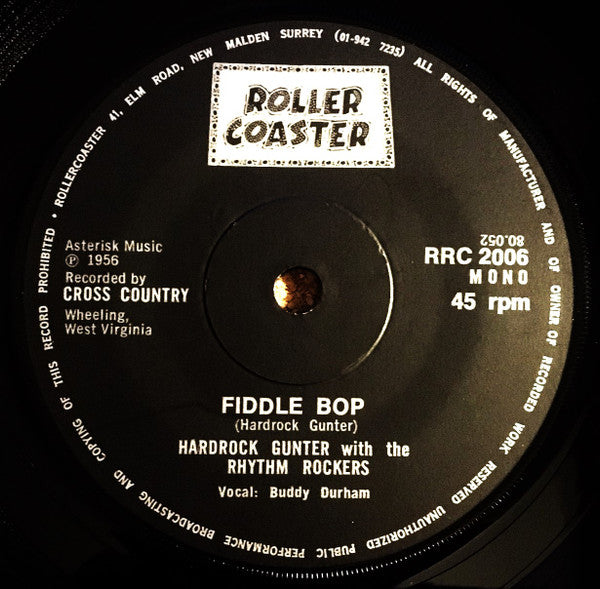 ROLLERCOASTER 41, ELM ROAD, NEW MALDEN SURREY (01-942 7235) ALL RIGHTS OF MANUFACTURER AND OF OWNER OF RECORDED WORK RESERVED UNAUTHORIZED PUBLIC PERFORMANCE BROADCASTING AND COPYING OF THIS RECORD PROHIBITED •
ROLLER
COASTER
Asterisk Music
℗ 1956
Recorded by
CROSS COUNTRY
Wheeling,
West Virginia
80.052
RRC 2006
MONO
45 rpm
FIDDLE BOP
(Hardrock Gunter)
HARDROCK GUNTER with the
RHYTHM ROCKERS
Vocal: Buddy Durham